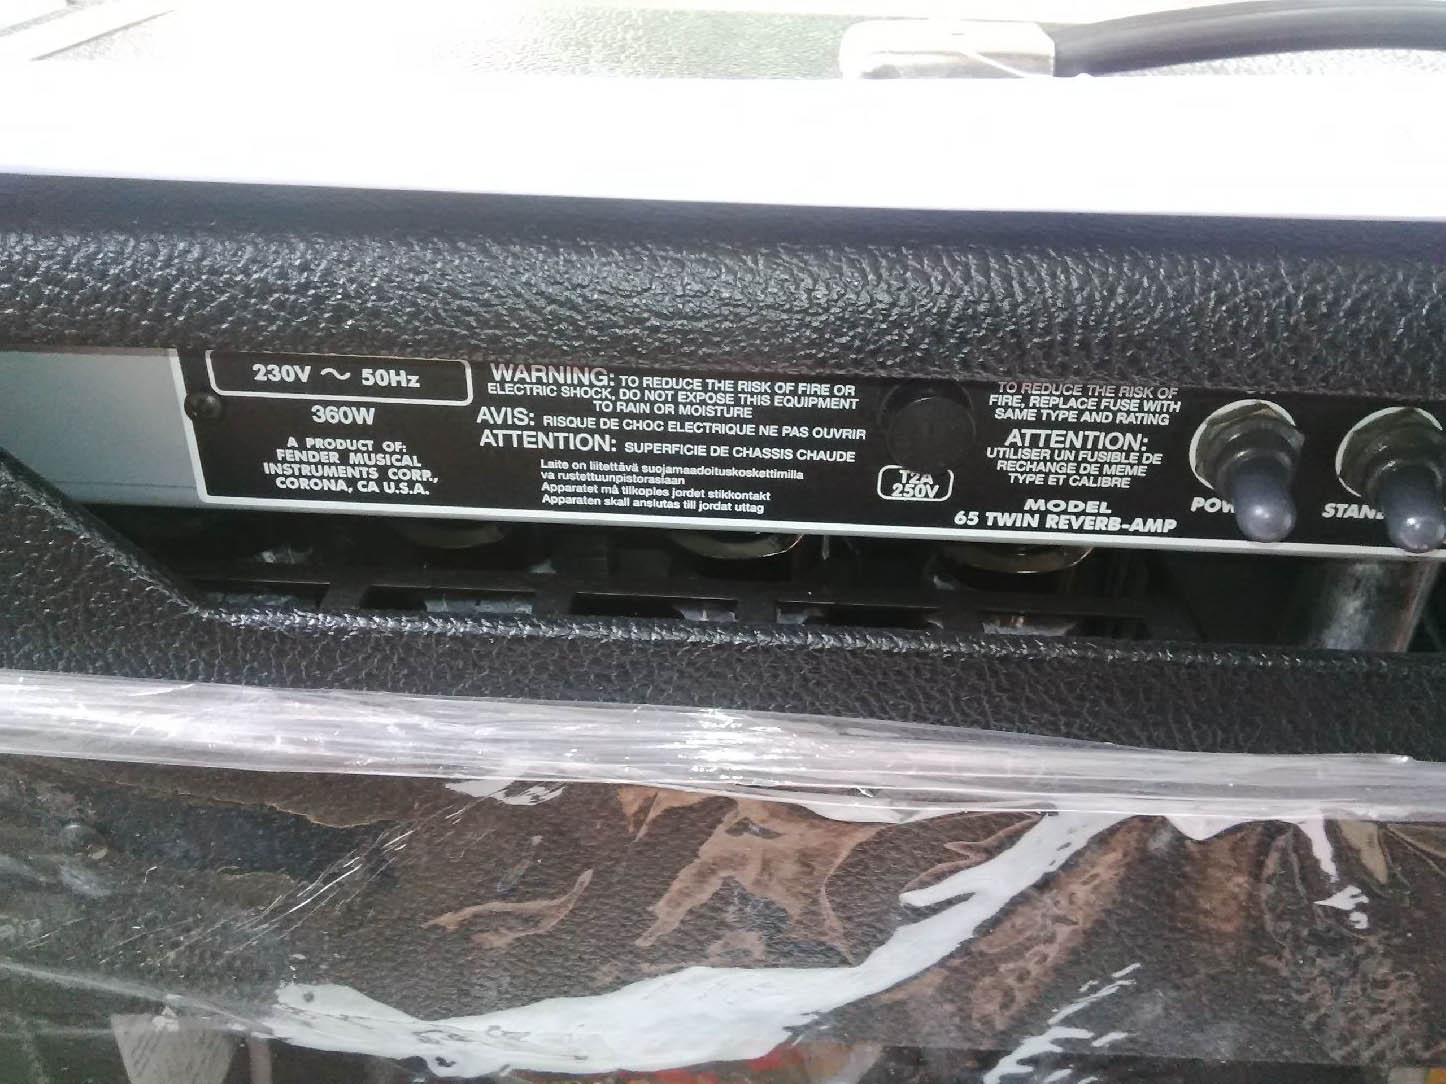 230V ~ 50Hz
360W
A PRODUCT OF:
FENDER MUSICAL
INSTRUMENTS CORP.,
CORONA, CA U.S.A.
WARNING: TO REDUCE THE RISK OF FIRE OR
ELECTRIC SHOCK, DO NOT EXPOSE THIS EQUIPMENT
TO RAIN OR MOISTURE
AVIS: RISQUE DE CHOC ELECTRIQUE NE PAS OUVRIR
ATTENTION: SUPERFICIE DE CHASSIS CHAUDE
Laite on liitettävä suojamaadoituskoskettimilla
va rustettuunpistorasiaan
Apparatet må tilkoples jordet stikkontakt
Apparaten skall anslutas till jordat uttag
T2A
250V
TO REDUCE THE RISK OF
FIRE, REPLACE FUSE WITH
SAME TYPE AND RATING
ATTENTION:
UTILISER UN FUSIBLE DE
RECHANGE DE MEME
TYPE ET CALIBRE
MODEL
65 TWIN REVERB-AMP